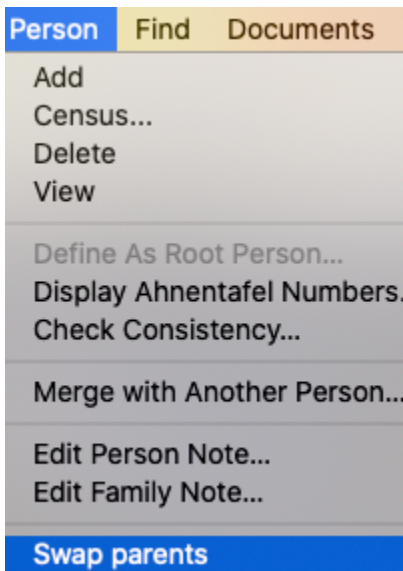 Person Find Documents
Add
Census...
Delete
View
Define As Root Person...
Display Ahnentafel Numbers.
Check Consistency...
Merge with Another Person...
Edit Person Note...
Edit Family Note...
Swap parents